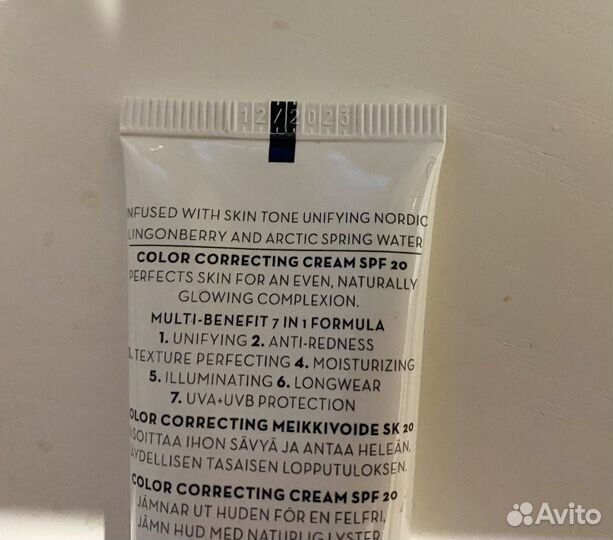 12/2023
INFUSED WITH SKIN TONE UNIFYING NORDIC
LINGONBERRY AND ARCTIC SPRING WATER
COLOR CORRECTING CREAM SPF 20
PERFECTS SKIN FOR AN EVEN, NATURALLY
GLOWING COMPLEXION.
MULTI-BENEFIT 7 IN 1 FORMULA
1. UNIFYING 2. ANTI-REDNESS
3. TEXTURE PERFECTING 4. MOISTURIZING
5. ILLUMINATING 6. LONGWEAR
7. UVA+UVB PROTECTION
COLOR CORRECTING MEIKKIVOIDE SK 20
TASOITTAA IHON SÄVYÄ JA ANTAA HELEÄN,
TÄYDELLISEN TASAISEN LOPPUTULOKSEN.
COLOR CORRECTING CREAM SPF 20
JÄMNAR UT HUDEN FÖR EN FELFRI,
JÄMN HUD MED NATURLIG LYSTER
Avito